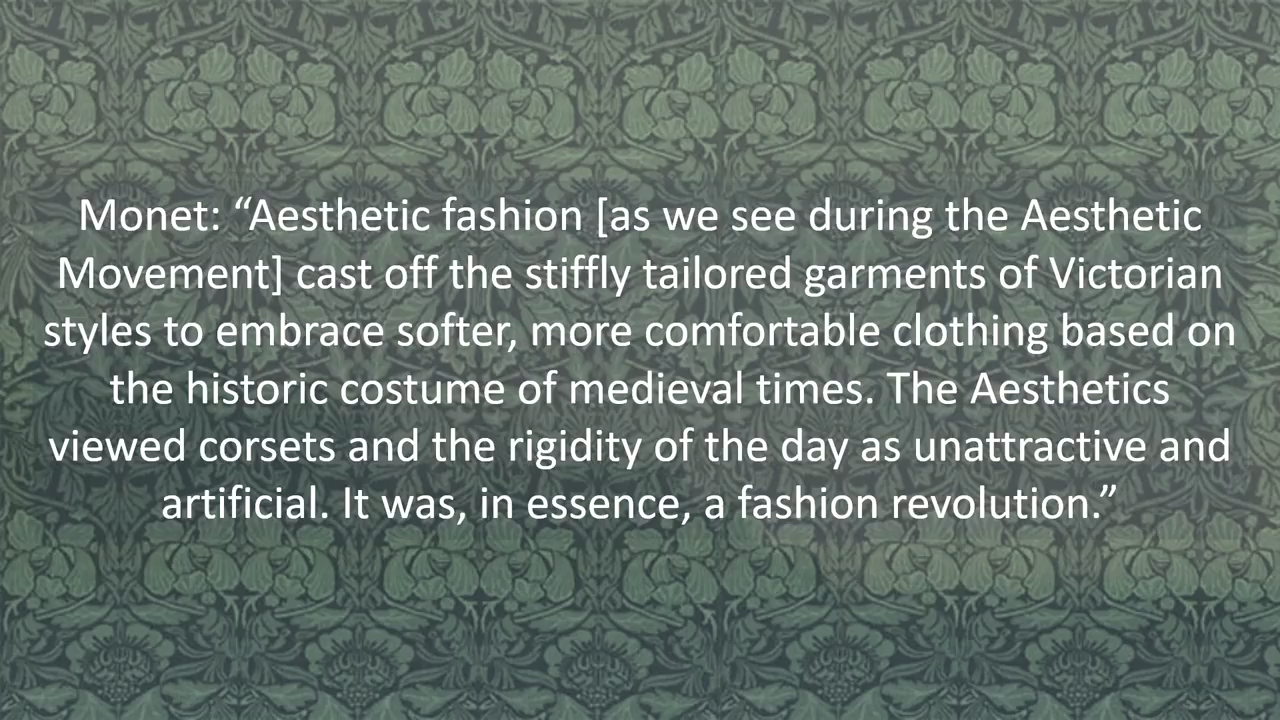 Monet: “Aesthetic fashion [as we see during the Aesthetic
Movement] cast off the stiffly tailored garments of Victorian
styles to embrace softer, more comfortable clothing based on
the historic costume of medieval times. The Aesthetics
viewed corsets and the rigidity of the day as unattractive and
artificial. It was, in essence, a fashion revolution.”